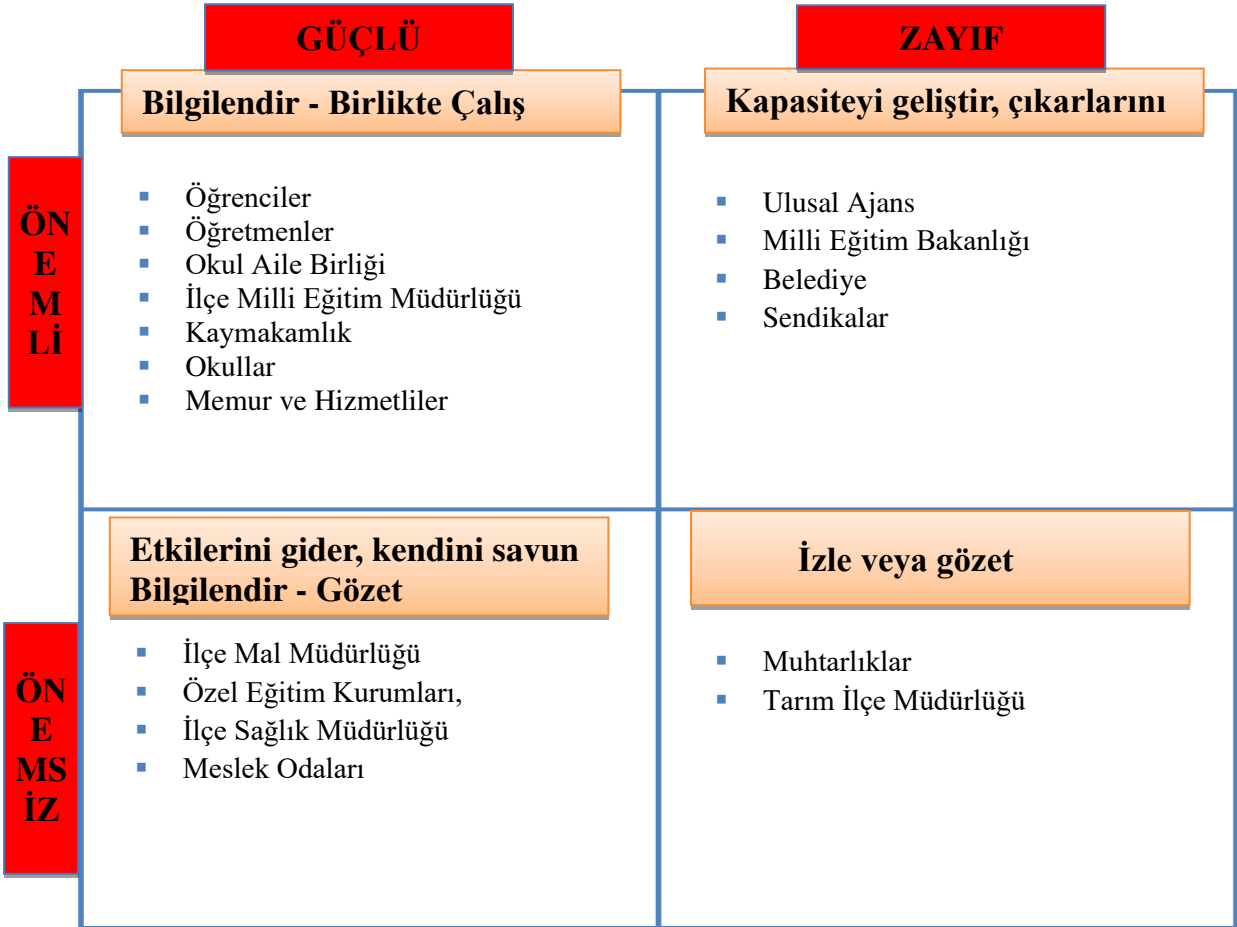 GÜÇLÜ
ZAYIF
Bilgilendir - Birlikte Çalış
Kapasiteyi geliştir, çıkarlarını
ÖN
E
M
Lİ
▪ Öğrenciler
▪ Öğretmenler
▪ Okul Aile Birliği
▪ İlçe Milli Eğitim Müdürlüğü
▪ Kaymakamlık
▪ Okullar
▪ Memur ve Hizmetliler
▪ Ulusal Ajans
▪ Milli Eğitim Bakanlığı
▪ Belediye
▪ Sendikalar
Etkilerini gider, kendini savun
Bilgilendir - Gözet
İzle veya gözet
ÖN
E
MS
İZ
▪ İlçe Mal Müdürlüğü
▪ Özel Eğitim Kurumları,
▪ İlçe Sağlık Müdürlüğü
▪ Meslek Odaları
▪ Muhtarlıklar
▪ Tarım İlçe Müdürlüğü